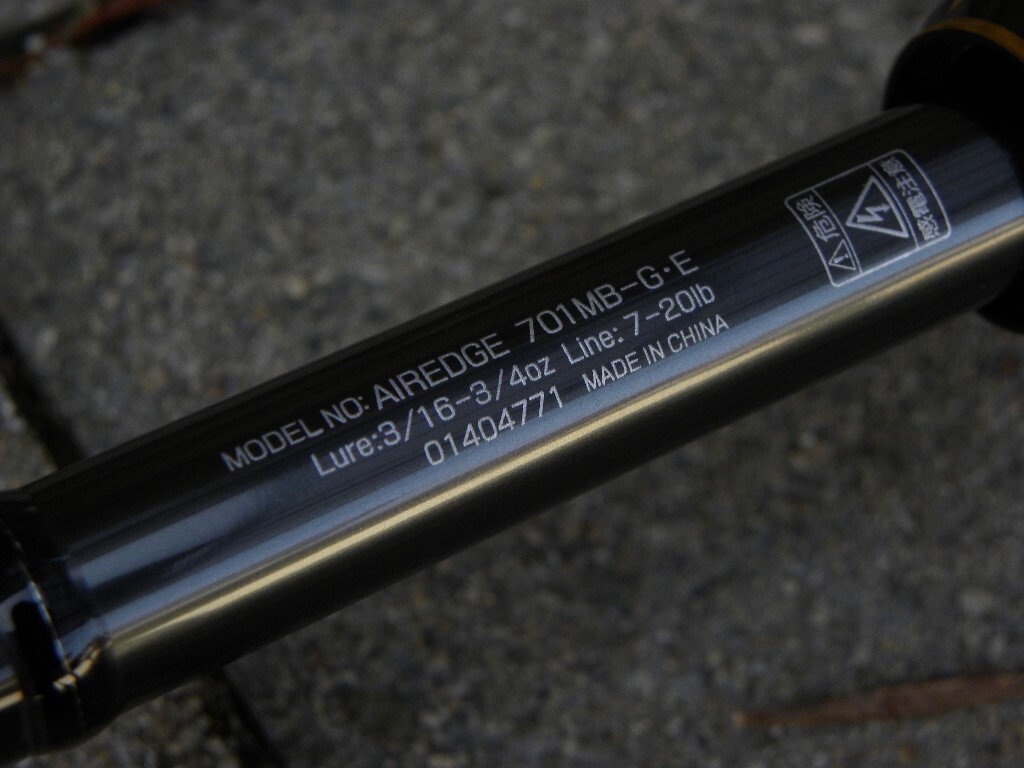 MODEL NO: AIREDGE 701MB-G·E
Lure:3/16-3/4oz Line: 7-20lb
01404771 MADE IN CHINA
危険
感電注意